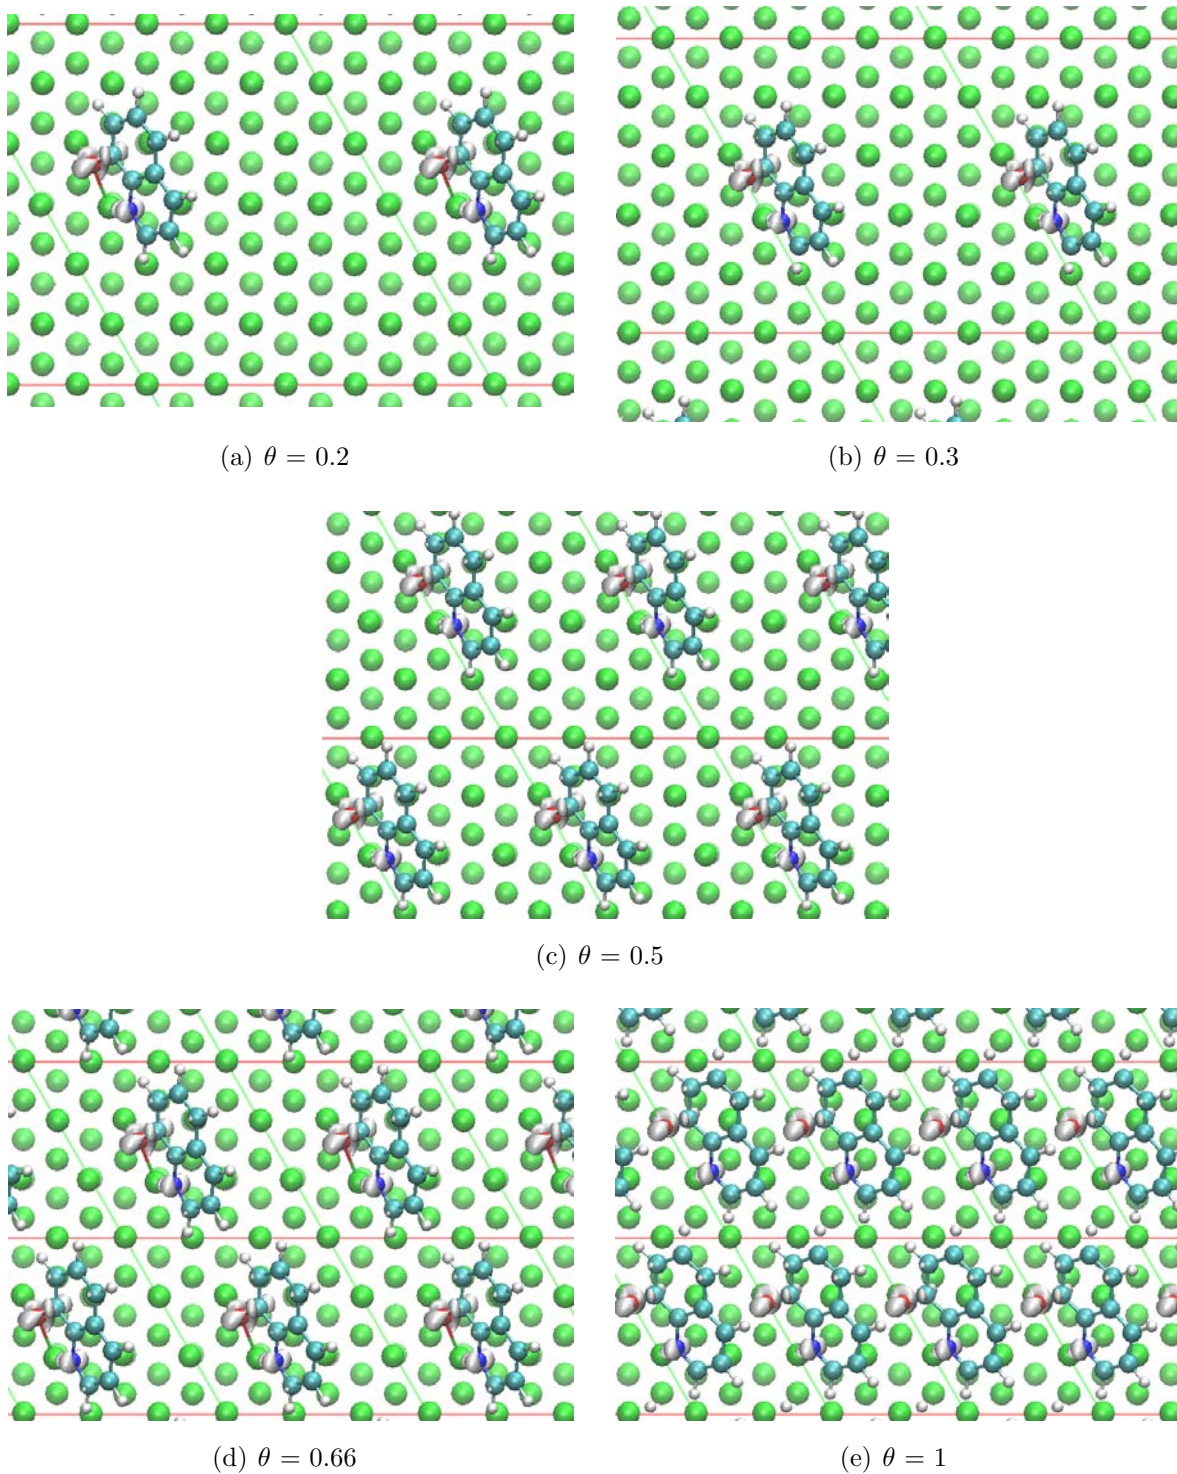 (a) θ = 0.2
(b) θ = 0.3
(c) θ = 0.5
(d) θ = 0.66
(e) θ = 1